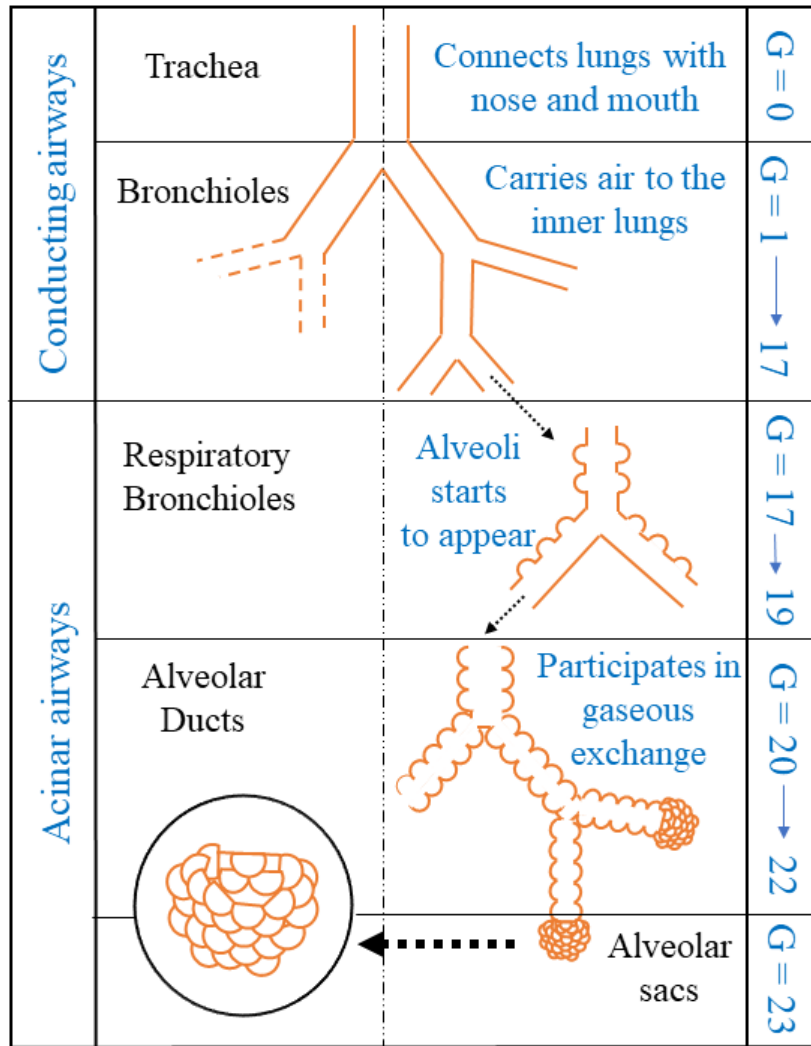 Conducting airways
Trachea
Connects lungs with
nose and mouth
G = 0
Bronchioles
Carries air to the
inner lungs
G = 1 → 17
Acinar airways
Respiratory
Bronchioles
Alveoli
starts
to appear
G = 17 → 19
Alveolar
Ducts
Participates in
gaseous
exchange
G = 20 → 22
Alveolar
sacs
G = 23